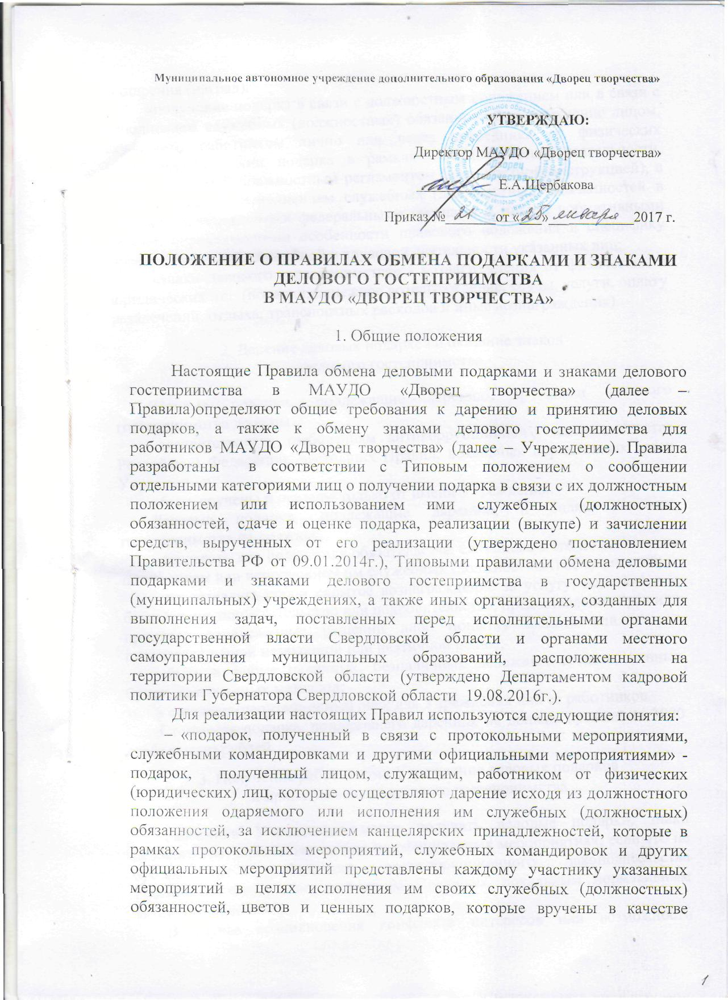 Муниципальное автономное учреждение дополнительного образования «Дворец творчества»
УТВЕРЖДАЮ:
Директор МАУДО «Дворец творчества»
Е.А.Щербакова
Приказ № 21 от «25» января 2017 г.
ПОЛОЖЕНИЕ О ПРАВИЛАХ ОБМЕНА ПОДАРКАМИ И ЗНАКАМИ
ДЕЛОВОГО ГОСТЕПРИИМСТВА
В МАУДО «ДВОРЕЦ ТВОРЧЕСТВА»
1. Общие положения
Настоящие Правила обмена деловыми подарками и знаками делового
гостеприимства в МАУДО «Дворец творчества» (далее –
Правила)определяют общие требования к дарению и принятию деловых
подарков, а также к обмену знаками делового гостеприимства для
работников МАУДО «Дворец творчества» (далее – Учреждение). Правила
разработаны в соответствии с Типовым положением о сообщении
отдельными категориями лиц о получении подарка в связи с их должностным
положением или использованием ими служебных (должностных)
обязанностей, сдаче и оценке подарка, реализации (выкупе) и зачислении
средств, вырученных от его реализации (утверждено постановлением
Правительства РФ от 09.01.2014г.), Типовыми правилами обмена деловыми
подарками и знаками делового гостеприимства в государственных
(муниципальных) учреждениях, а также иных организациях, созданных для
выполнения задач, поставленных перед исполнительными органами
государственной власти Свердловской области и органами местного
самоуправления муниципальных образований, расположенных на
территории Свердловской области (утверждено Департаментом кадровой
политики Губернатора Свердловской области 19.08.2016г.).
Для реализации настоящих Правил используются следующие понятия:
– «подарок, полученный в связи с протокольными мероприятиями,
служебными командировками и другими официальными мероприятиями» -
подарок, полученный лицом, служащим, работником от физических
(юридических) лиц, которые осуществляют дарение исходя из должностного
положения одаряемого или исполнения им служебных (должностных)
обязанностей, за исключением канцелярских принадлежностей, которые в
рамках протокольных мероприятий, служебных командировок и других
официальных мероприятий представлены каждому участнику указанных
мероприятий в целях исполнения им своих служебных (должностных)
обязанностей, цветов и ценных подарков, которые вручены в качестве
1